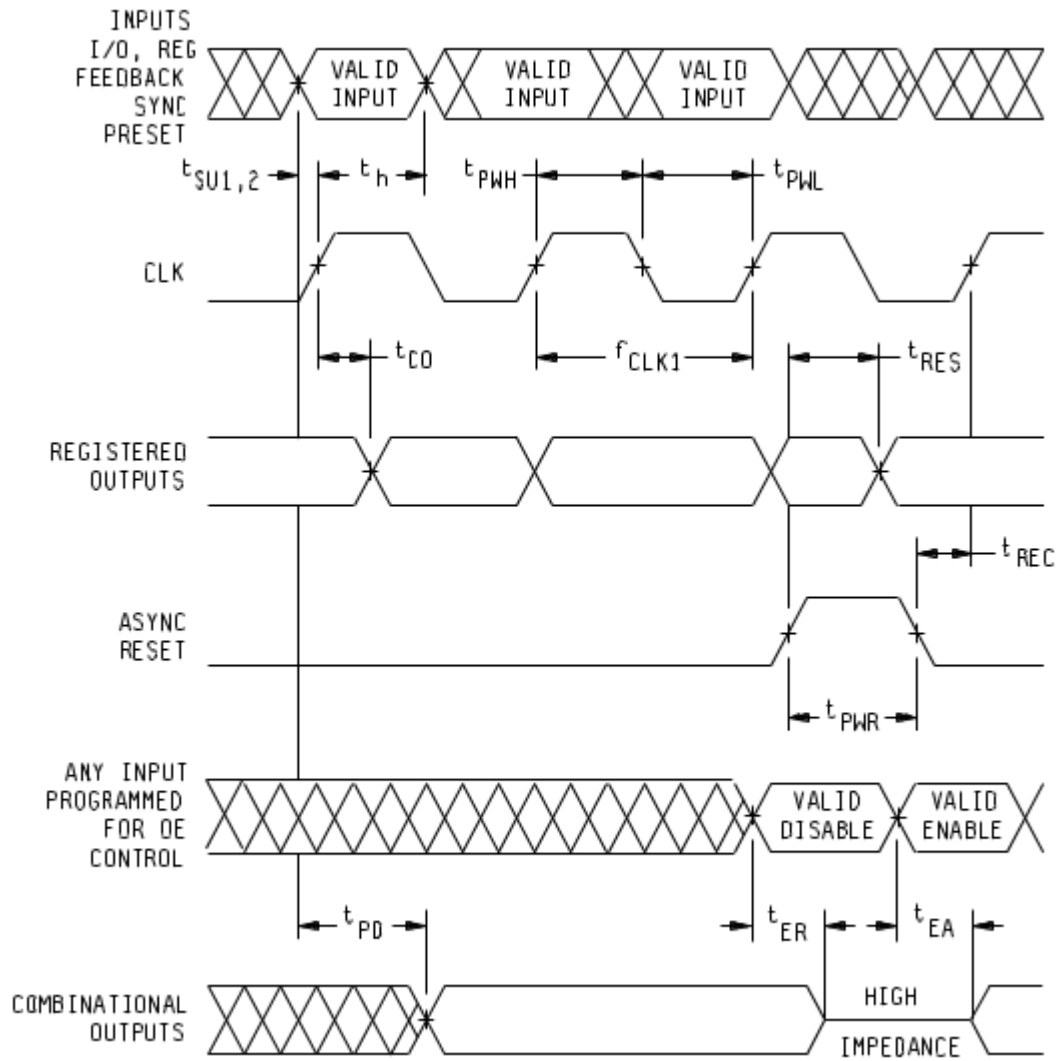 INPUTS
I/O, REG
FEEDBACK
SYNC
PRESET
VALID
INPUT
VALID
INPUT
VALID
INPUT
tSU1,2
th
tPWH
tPWL
CLK
tCO
fCLK1
tRES
REGISTERED
OUTPUTS
tREC
ASYNC
RESET
tPWR
ANY INPUT
PROGRAMMED
FOR OE
CONTROL
VALID
DISABLE
VALID
ENABLE
tPD
tER
tEA
COMBINATIONAL
OUTPUTS
HIGH
IMPEDANCE